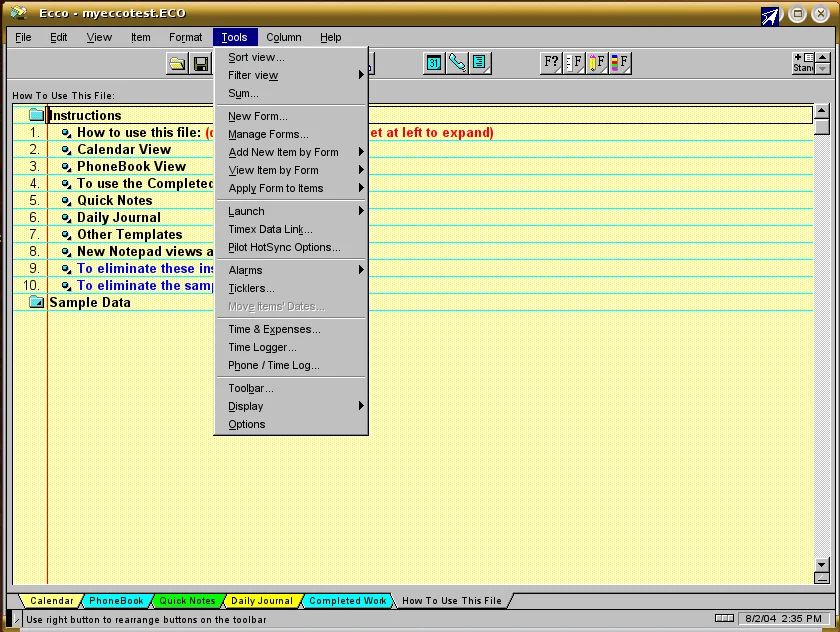 Ecco - myeccotest.ECO
File Edit View Item Format Tools Column Help
31 F? F F F Stan
How To Use This File:
Instructions
1. How to use this file: (
et at left to expand)
2. Calendar View
3. PhoneBook View
4. To use the Completed
5. Quick Notes
6. Daily Journal
7. Other Templates
8. New Notepad views a
9. To eliminate these ins
10. To eliminate the samp
Sample Data
Sort view...
Filter view
Sum...
New Form...
Manage Forms...
Add New Item by Form
View Item by Form
Apply Form to Items
Launch
Timex Data Link...
Pilot HotSync Options...
Alarms
Ticklers...
Move Items' Dates...
Time & Expenses...
Time Logger...
Phone / Time Log...
Toolbar...
Display
Options
Calendar PhoneBook Quick Notes Daily Journal Completed Work How To Use This File
Use right button to rearrange buttons on the toolbar 8/2/04 2:35 PM